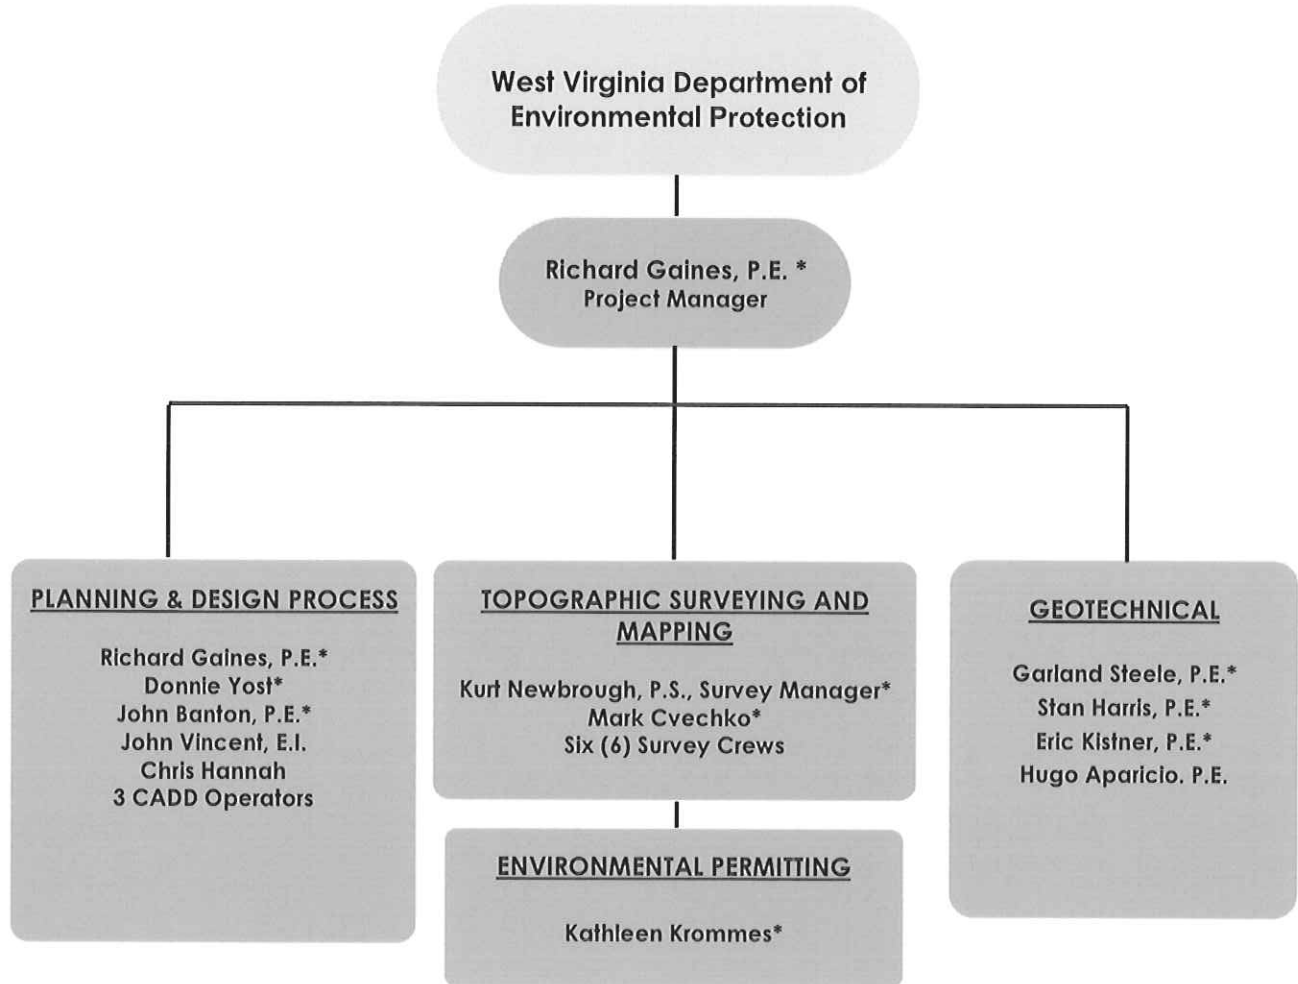 West Virginia Department of
Environmental Protection
Richard Gaines, P.E. *
Project Manager
PLANNING & DESIGN PROCESS
Richard Gaines, P.E.*
Donnie Yost*
John Banton, P.E.*
John Vincent, E.I.
Chris Hannah
3 CADD Operators
TOPOGRAPHIC SURVEYING AND
MAPPING
Kurt Newbrough, P.S., Survey Manager*
Mark Cvechko*
Six (6) Survey Crews
ENVIRONMENTAL PERMITTING
Kathleen Krommes*
GEOTECHNICAL
Garland Steele, P.E.*
Stan Harris, P.E.*
Eric Kistner, P.E.*
Hugo Aparicio. P.E.